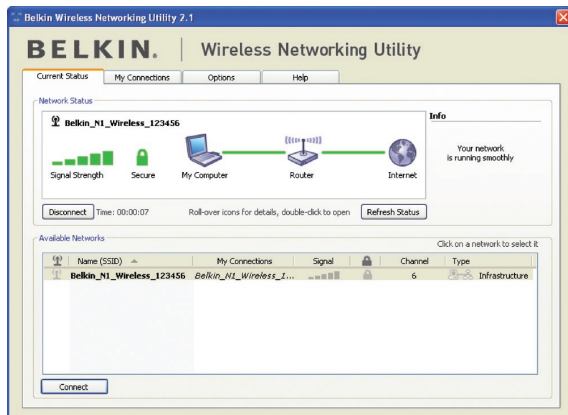 Belkin Wireless Networking Utility 2.1
BELKIN. | Wireless Networking Utility
Current Status My Connections Options Help
Network Status
Belkin_N1_Wireless_123456
Signal Strength Secure My Computer Router Internet
Info
Your network
is running smoothly
Disconnect Time: 00:00:07 Roll-over icons for details, double-click to open Refresh Status
Available Networks
Click on a network to select it
Name (SSID) My Connections Signal Channel Type
Belkin_N1_Wireless_123456 Belkin_N1_Wireless_1... 6 Infrastructure
Connect